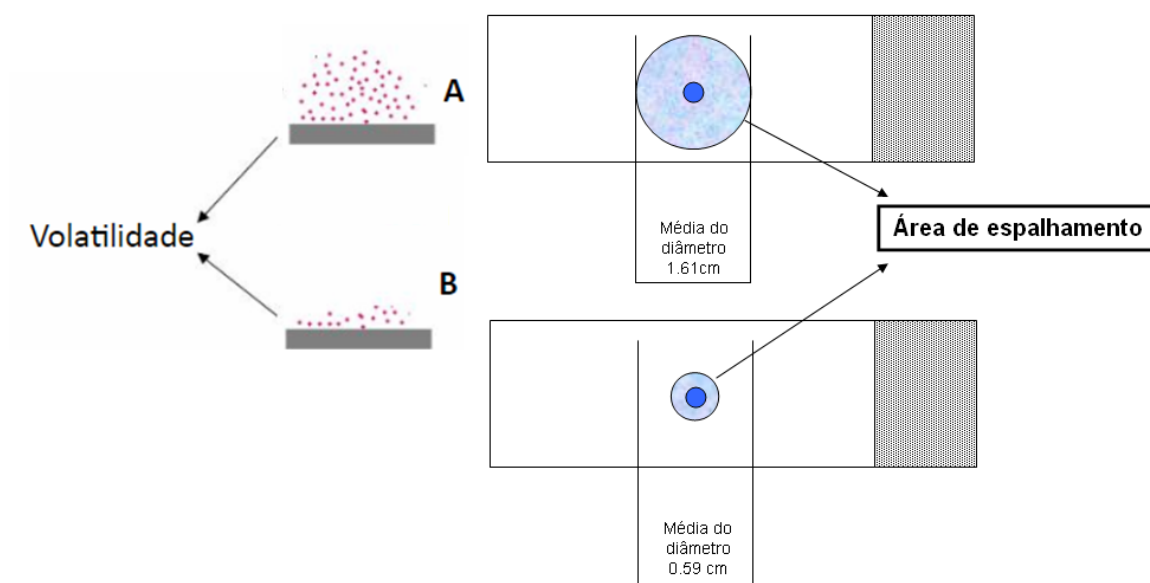 A
Volatilidade
B
Média do
diâmetro
1.61cm
Área de espalhamento
Média do
diâmetro
0.59 cm